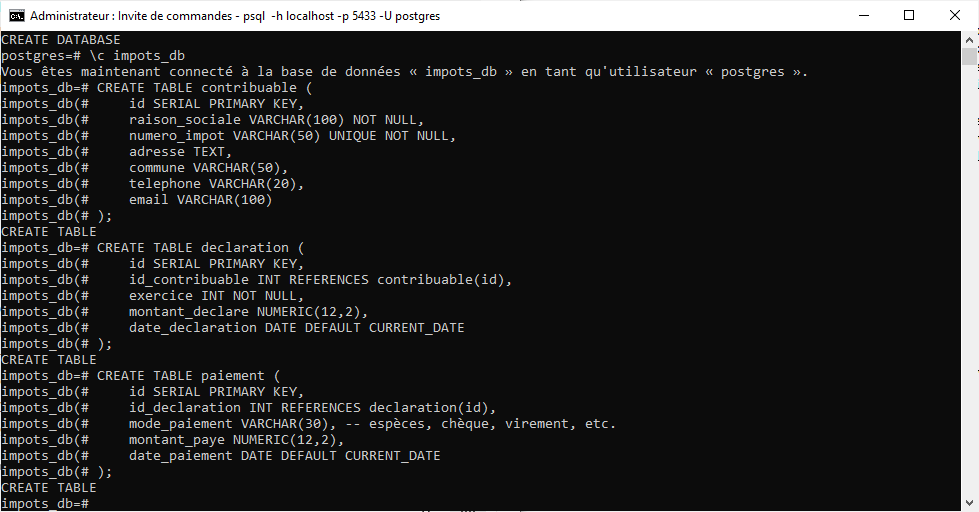 Administrateur : Invite de commandes - psql  -h localhost -p 5433 -U postgres
CREATE DATABASE
postgres=# \c impots_db
Vous êtes maintenant connecté à la base de données « impots_db » en tant qu'utilisateur « postgres ».
impots_db=# CREATE TABLE contribuable (
impots_db(#     id SERIAL PRIMARY KEY,
impots_db(#     raison_sociale VARCHAR(100) NOT NULL,
impots_db(#     numero_impot VARCHAR(50) UNIQUE NOT NULL,
impots_db(#     adresse TEXT,
impots_db(#     commune VARCHAR(50),
impots_db(#     telephone VARCHAR(20),
impots_db(#     email VARCHAR(100)
impots_db(# );
CREATE TABLE
impots_db=# CREATE TABLE declaration (
impots_db(#     id SERIAL PRIMARY KEY,
impots_db(#     id_contribuable INT REFERENCES contribuable(id),
impots_db(#     exercice INT NOT NULL,
impots_db(#     montant_declare NUMERIC(12,2),
impots_db(#     date_declaration DATE DEFAULT CURRENT_DATE
impots_db(# );
CREATE TABLE
impots_db=# CREATE TABLE paiement (
impots_db(#     id SERIAL PRIMARY KEY,
impots_db(#     id_declaration INT REFERENCES declaration(id),
impots_db(#     mode_paiement VARCHAR(30), -- espèces, chèque, virement, etc.
impots_db(#     montant_paye NUMERIC(12,2),
impots_db(#     date_paiement DATE DEFAULT CURRENT_DATE
impots_db(# );
CREATE TABLE
impots_db=#